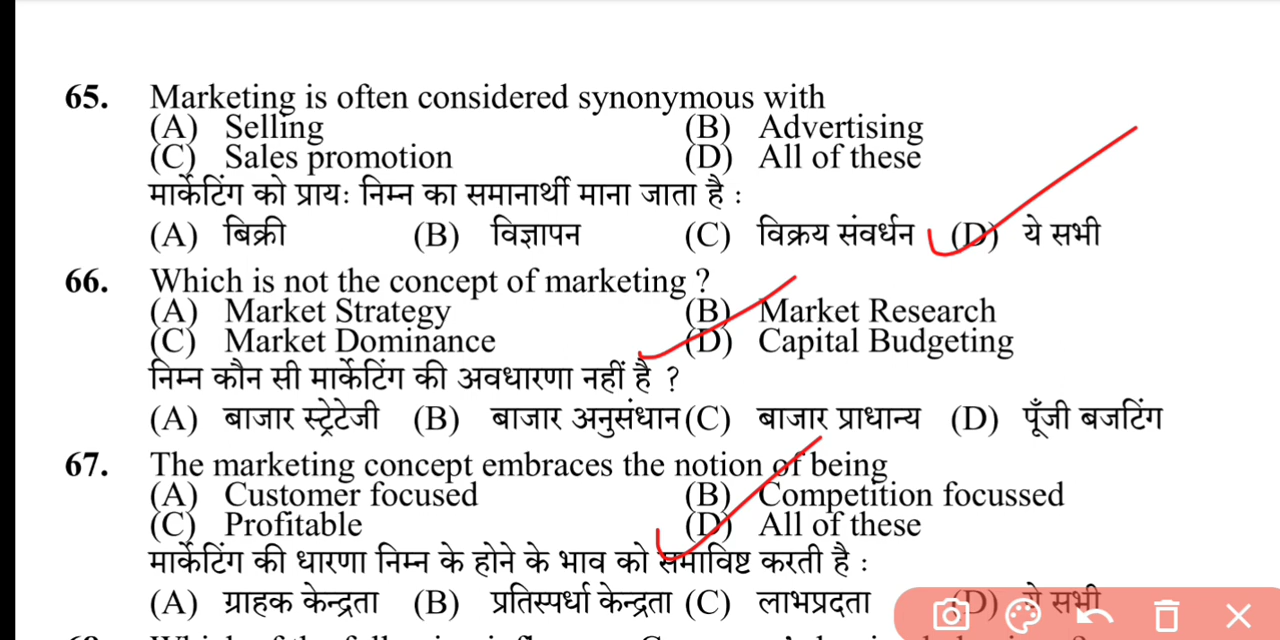 65. Marketing is often considered synonymous with
(A) Selling (B) Advertising
(C) Sales promotion (D) All of these
मार्केटिंग को प्रायः निम्न का समानार्थी माना जाता है :
(A) बिक्री (B) विज्ञापन (C) विक्रय संवर्धन (D) ये सभी
66. Which is not the concept of marketing ?
(A) Market Strategy (B) Market Research
(C) Market Dominance (D) Capital Budgeting
निम्न कौन सी मार्केटिंग की अवधारणा नहीं है ?
(A) बाजार स्ट्रेटेजी (B) बाजार अनुसंधान (C) बाजार प्राधान्य (D) पूँजी बजटिंग
67. The marketing concept embraces the notion of being
(A) Customer focused (B) Competition focussed
(C) Profitable (D) All of these
मार्केटिंग की धारणा निम्न के होने के भाव को समाविष्ट करती है :
(A) ग्राहक केन्द्रता (B) प्रतिस्पर्धा केन्द्रता (C) लाभप्रदता (D) ये सभी